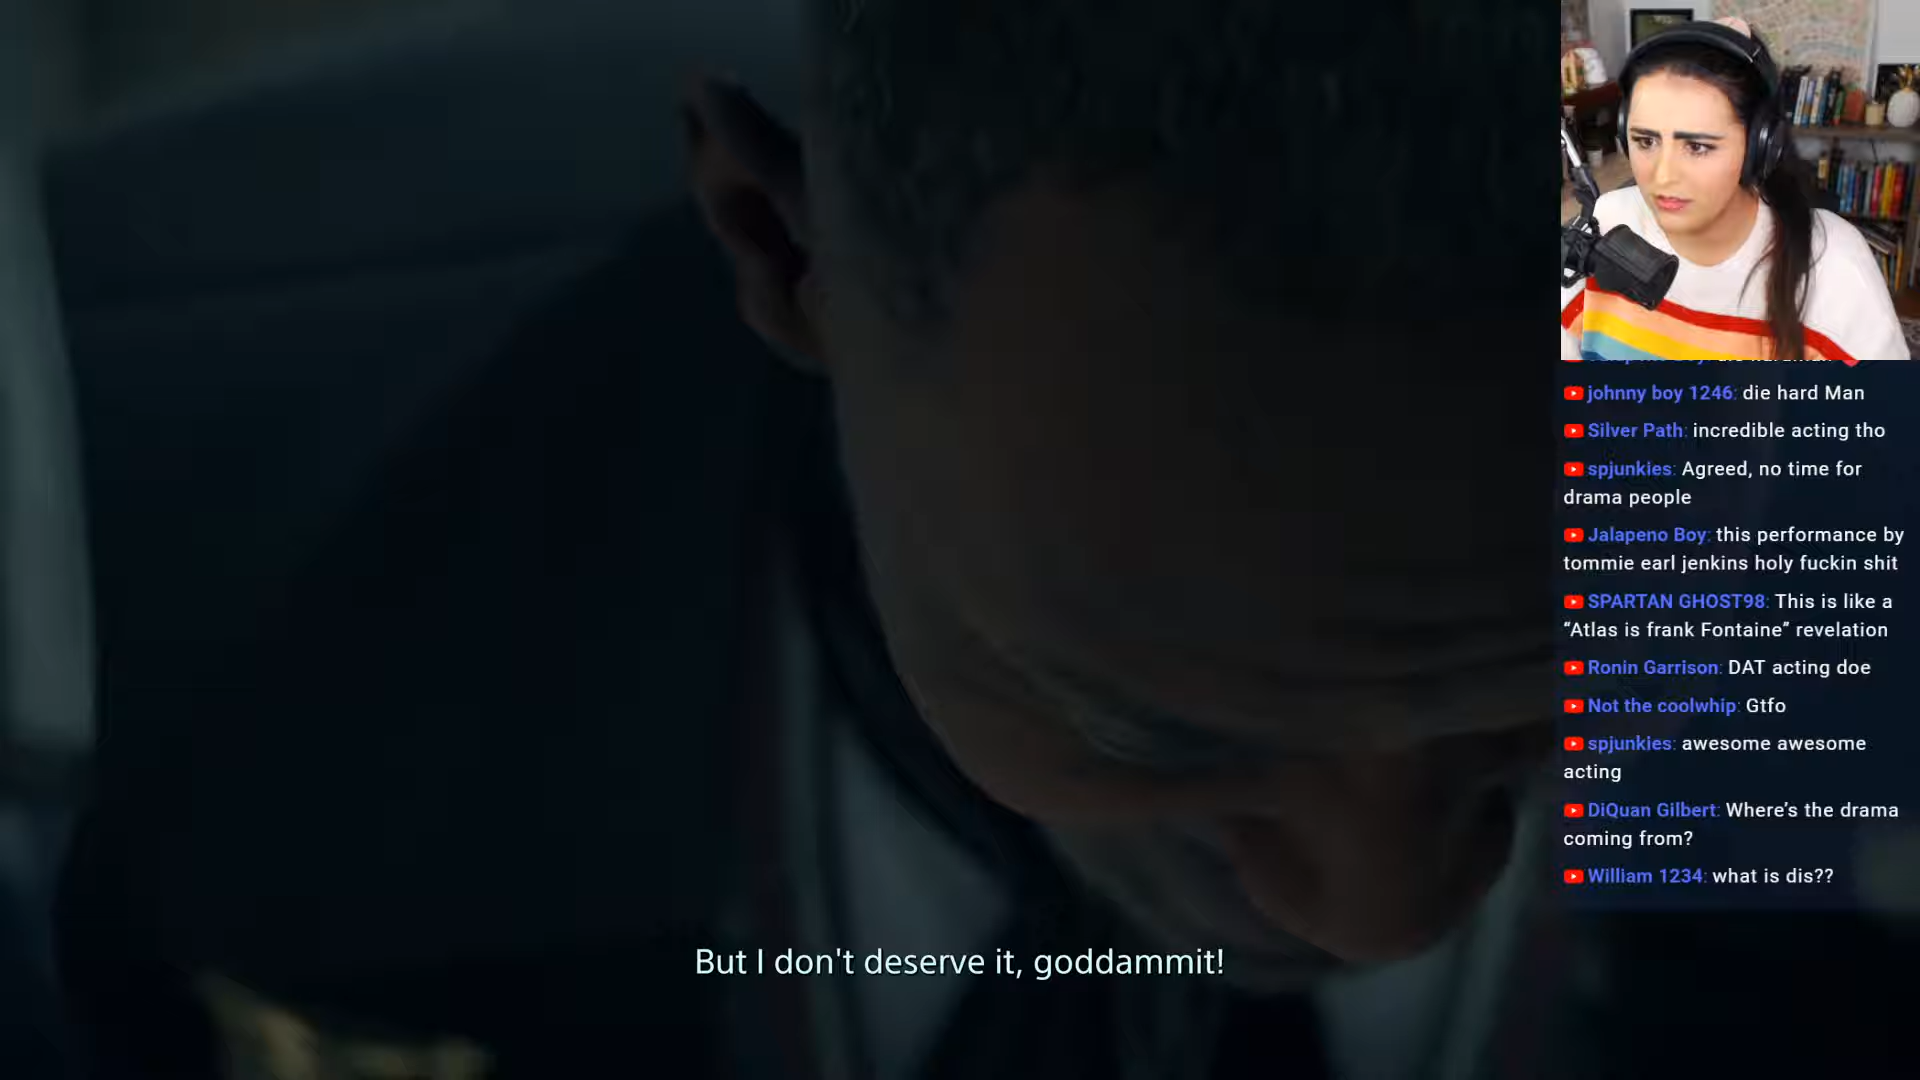 johnny boy 1246: die hard Man
Silver Path: incredible acting tho
spjunkies: Agreed, no time for
drama people
Jalapeno Boy: this performance by
tommie earl jenkins holy fuckin shit
SPARTAN GHOST98: This is like a
“Atlas is frank Fontaine” revelation
Ronin Garrison: DAT acting doe
Not the coolwhip: Gtfo
spjunkies: awesome awesome
acting
DiQuan Gilbert: Where’s the drama
coming from?
William 1234: what is dis??
But I don't deserve it, goddammit!